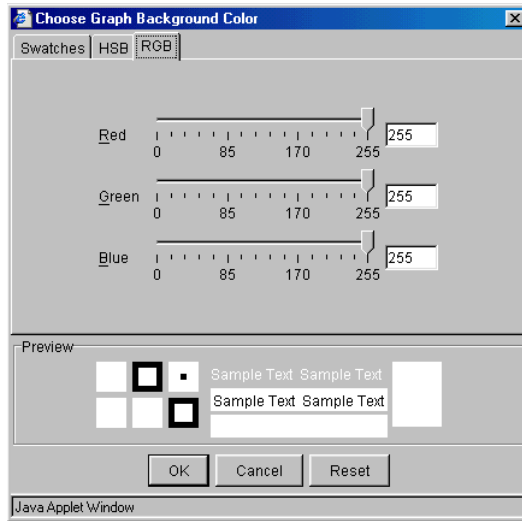 Choose Graph Background Color
Swatches HSB RGB
Red 255
0 85 170 255
Green 255
0 85 170 255
Blue 255
0 85 170 255
Preview
Sample Text Sample Text
Sample Text Sample Text
OK Cancel Reset
Java Applet Window